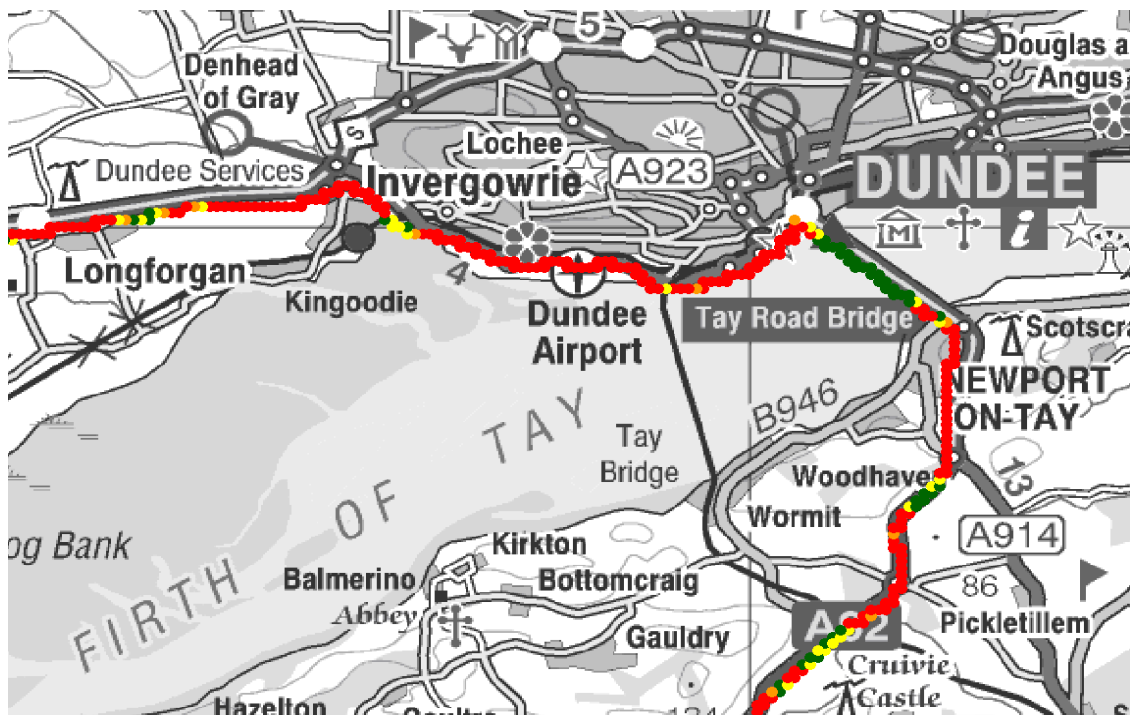 5
r
Denhead
of Gray
Douglas a
Angus
S
Lochee
Dundee Services
Invergowrie
A923
DUNDEE
M
i
Longforgan
4
Kingoodie
Dundee
Airport
Tay Road Bridge
Scotscra
NEWPORT
ON-TAY
B946
TAY
Tay
Bridge
Woodhave
13
OF
Wormit
A914
og Bank
Kirkton
Balmerino
Bottomcraig
86
Abbey
FIRTH
Gauldry
A92
Pickletillem
Cruivie
Castle
Hazelton